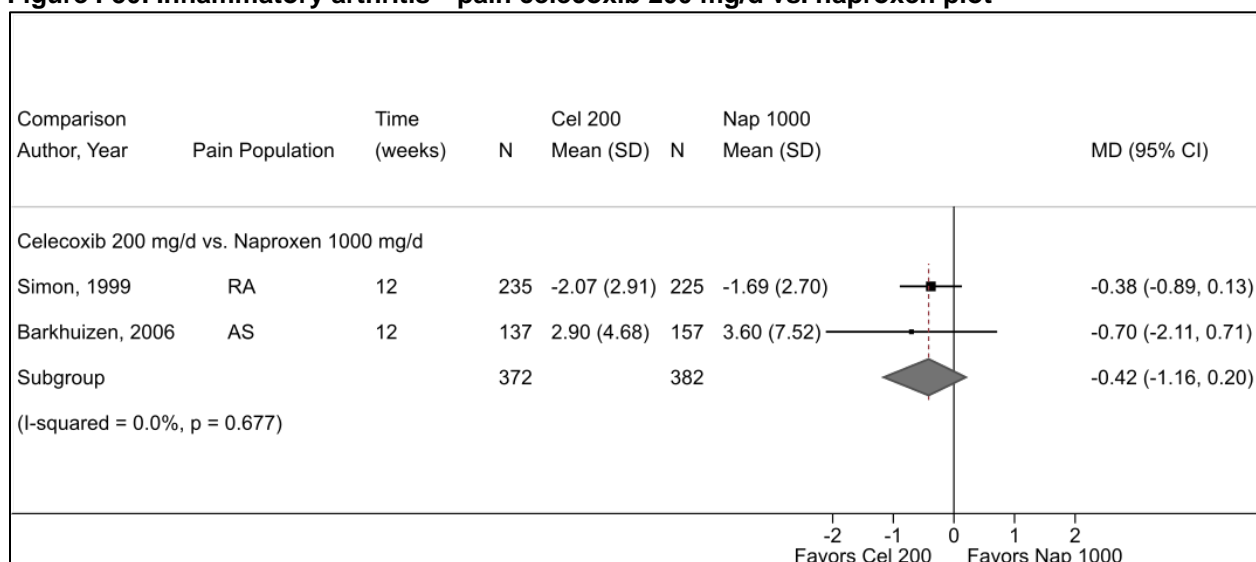 Comparison Time Cel 200 Nap 1000
Author, Year Pain Population (weeks) N Mean (SD) N Mean (SD) MD (95% CI)
Celecoxib 200 mg/d vs. Naproxen 1000 mg/d
Simon, 1999 RA 12 235 -2.07 (2.91) 225 -1.69 (2.70) -0.38 (-0.89, 0.13)
Barkhuizen, 2006 AS 12 137 2.90 (4.68) 157 3.60 (7.52) -0.70 (-2.11, 0.71)
Subgroup 372 382 -0.42 (-1.16, 0.20)
(I-squared = 0.0%, p = 0.677)
-2 -1 0 1 2
Favors Cel 200 Favors Nap 1000